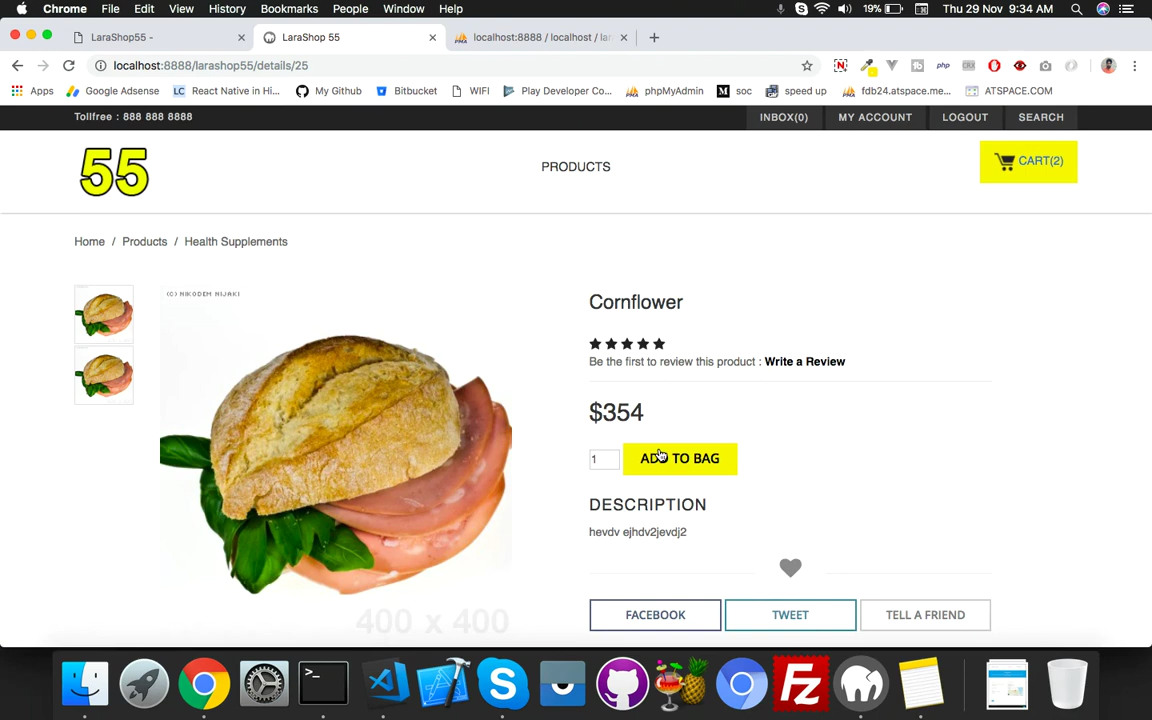 Chrome File Edit View History Bookmarks People Window Help 19% Thu 29 Nov 9:34 AM
LaraShop55 - LaraShop 55 localhost:8888 / localhost / lar
localhost:8888/larashop55/details/25
Apps Google Adsense LC React Native in Hi... My Github Bitbucket WIFI Play Developer Co... phpMyAdmin soc speed up fdb24.atspace.me... ATSPACE.COM
Tollfree : 888 888 8888 INBOX(0) MY ACCOUNT LOGOUT SEARCH
55 PRODUCTS CART(2)
Home / Products / Health Supplements
(C) NIKODEM NIJAKI
Cornflower
Be the first to review this product : Write a Review
$354
1 ADD TO BAG
DESCRIPTION
hevdv ejhdv2jevdj2
400 x 400
FACEBOOK TWEET TELL A FRIEND